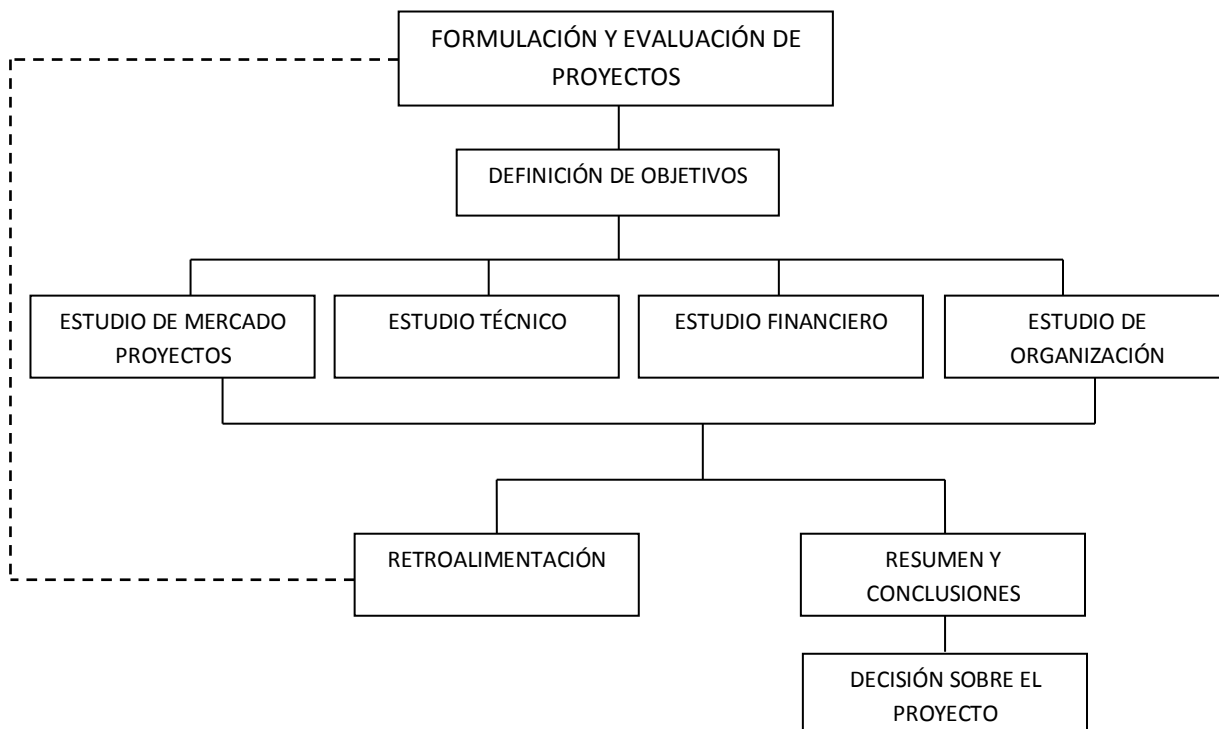 FORMULACIÓN Y EVALUACIÓN DE
PROYECTOS
DEFINICIÓN DE OBJETIVOS
ESTUDIO DE MERCADO
PROYECTOS
ESTUDIO TÉCNICO
ESTUDIO FINANCIERO
ESTUDIO DE
ORGANIZACIÓN
RETROALIMENTACIÓN
RESUMEN Y
CONCLUSIONES
DECISIÓN SOBRE EL
PROYECTO